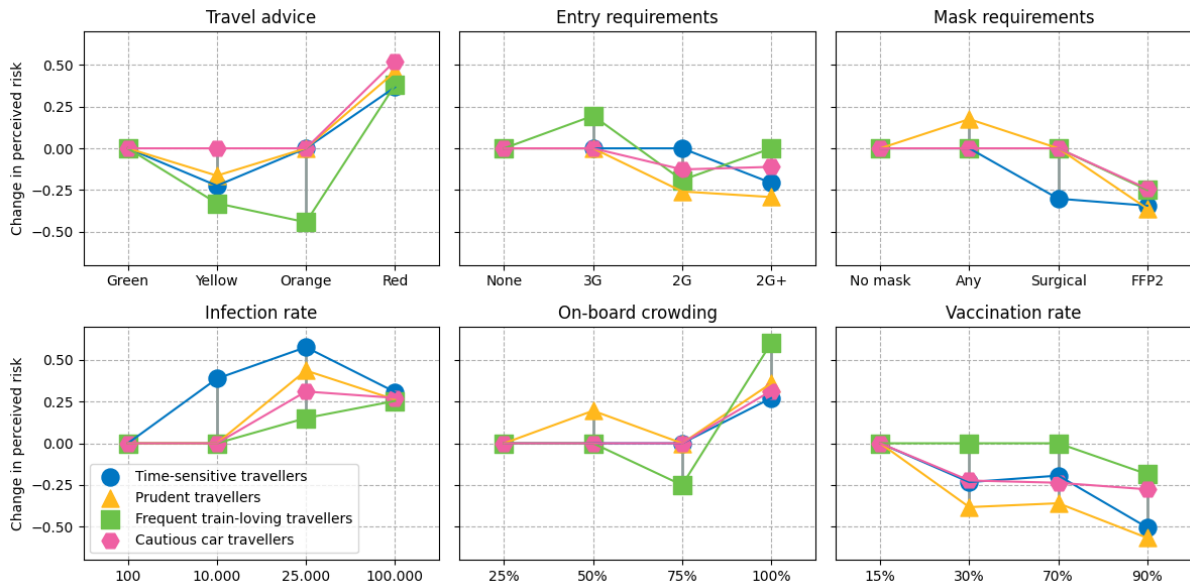 Travel advice
Entry requirements
Mask requirements
Change in perceived risk
0.50
0.25
0.00
−0.25
−0.50
Green Yellow Orange Red
None 3G 2G 2G+
No mask Any Surgical FFP2
Infection rate
On-board crowding
Vaccination rate
Change in perceived risk
0.50
0.25
0.00
−0.25
−0.50
Time-sensitive travellers
Prudent travellers
Frequent train-loving travellers
Cautious car travellers
100 10.000 25.000 100.000
25% 50% 75% 100%
15% 30% 70% 90%